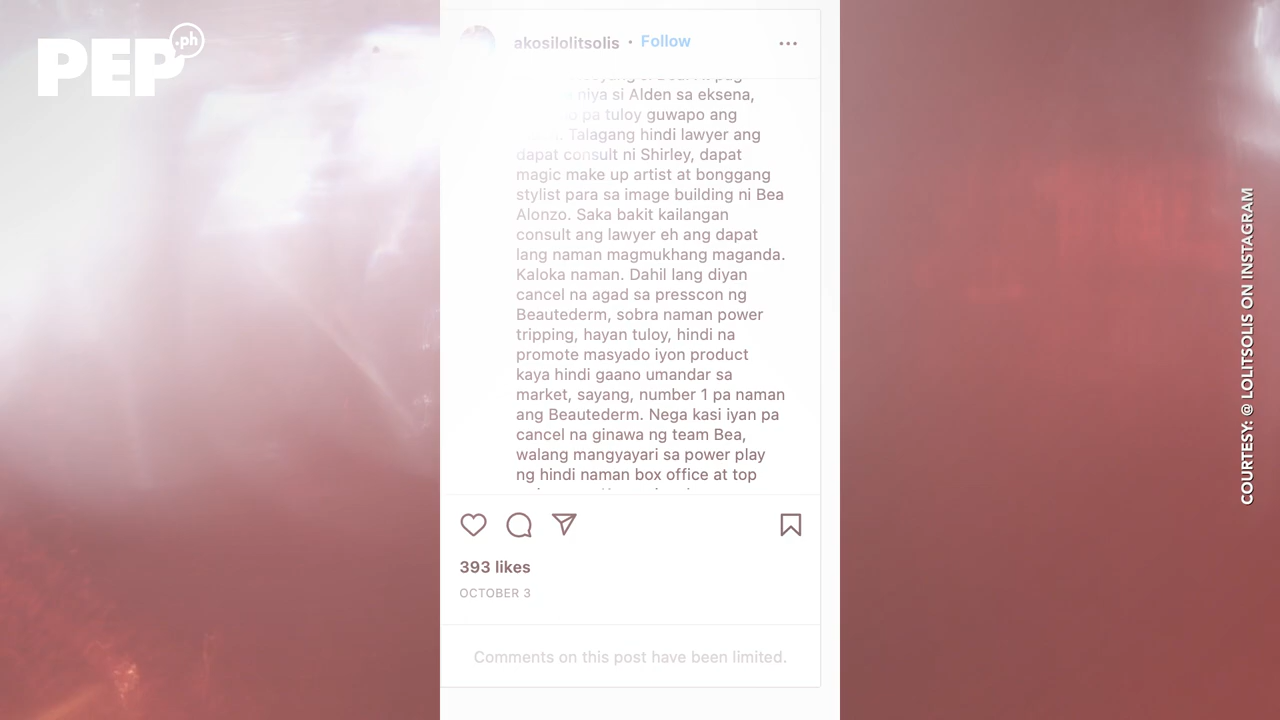 PEP.ph
akosilolitsolis • Follow
niya si Alden sa eksena,
pa tuloy guwapo ang
Talagang hindi lawyer ang
dapat consult ni Shirley, dapat
magic make up artist at bonggang
stylist para sa image building ni Bea
Alonzo. Saka bakit kailangan
consult ang lawyer eh ang dapat
lang naman magmukhang maganda.
Kaloka naman. Dahil lang diyan
cancel na agad sa presscon ng
Beautederm, sobra naman power
tripping, hayan tuloy, hindi na
promote masyado iyon product
kaya hindi gaano umandar sa
market, sayang, number 1 pa naman
ang Beautederm. Nega kasi iyan pa
cancel na ginawa ng team Bea,
walang mangyayari sa power play
ng hindi naman box office at top
393 likes
OCTOBER 3
Comments on this post have been limited.
COURTESY: @ LOLITSOLIS ON INSTAGRAM